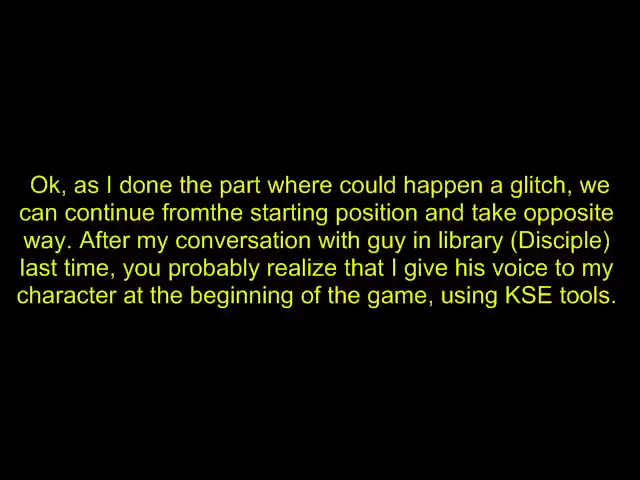 Ok, as I done the part where could happen a glitch, we
can continue fromthe starting position and take opposite
way. After my conversation with guy in library (Disciple)
last time, you probably realize that I give his voice to my
character at the beginning of the game, using KSE tools.